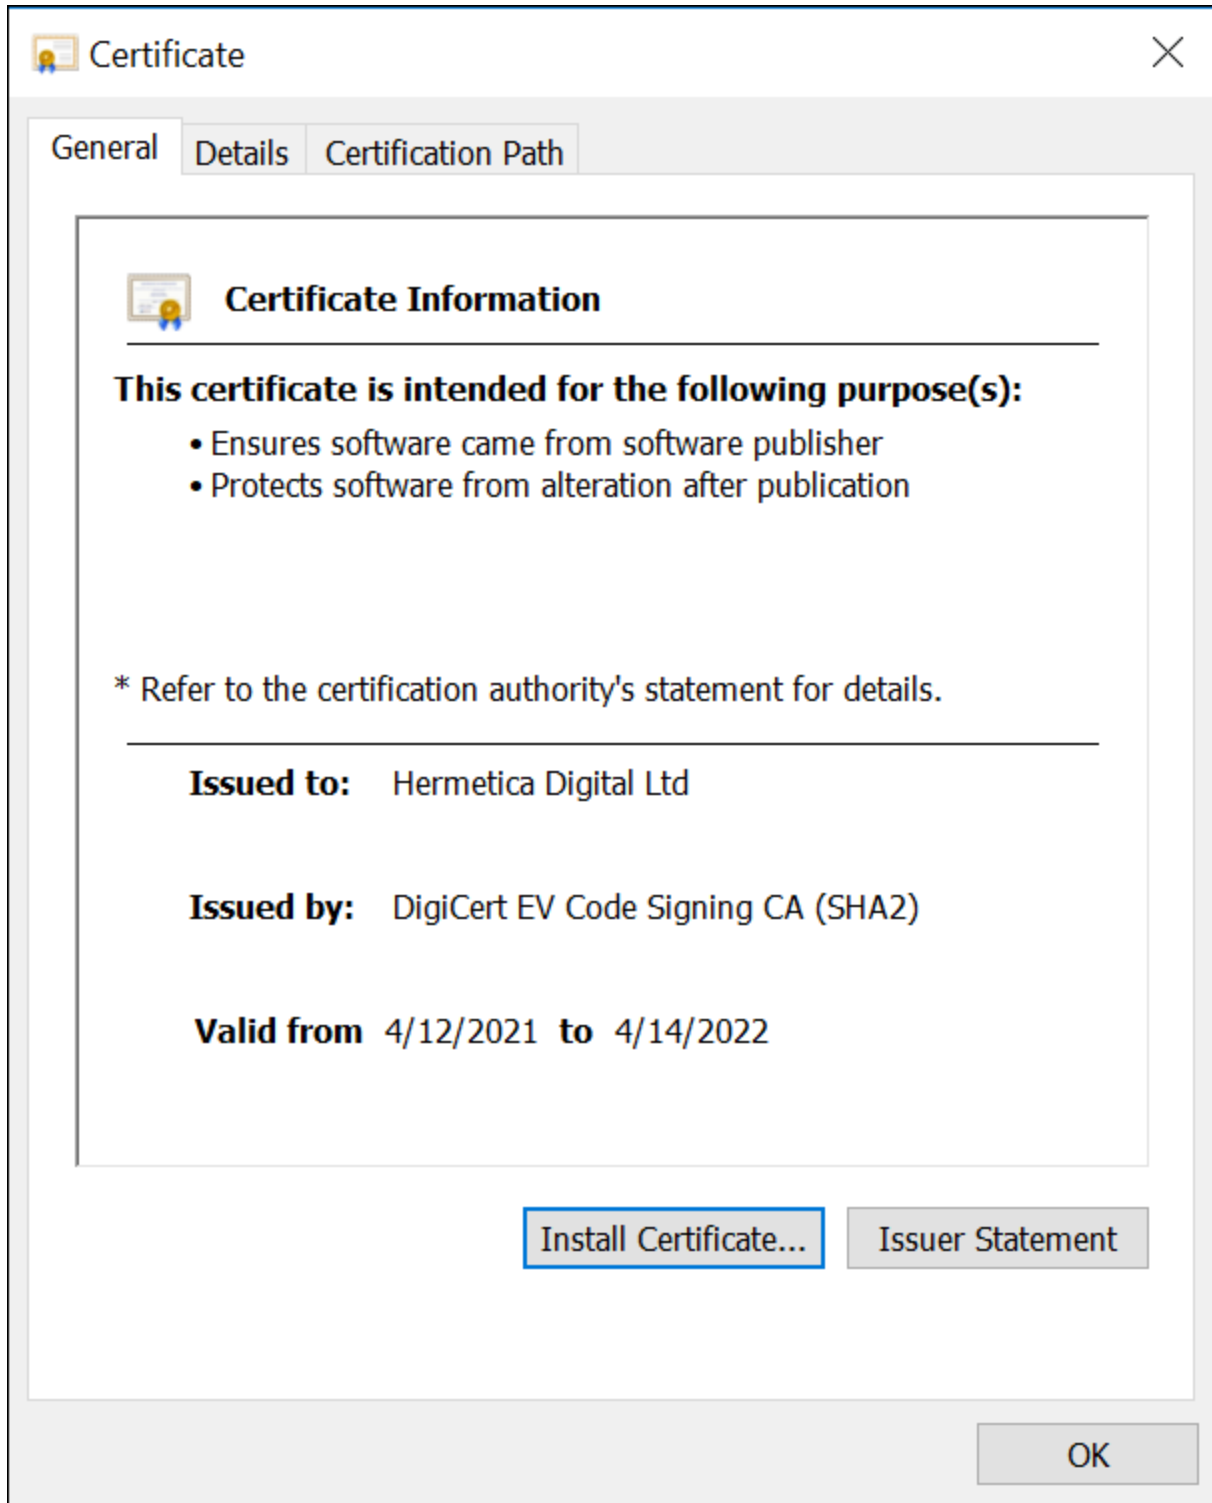 Certificate
General Details Certification Path
Certificate Information
This certificate is intended for the following purpose(s):
• Ensures software came from software publisher
• Protects software from alteration after publication
* Refer to the certification authority's statement for details.
Issued to: Hermetica Digital Ltd
Issued by: DigiCert EV Code Signing CA (SHA2)
Valid from 4/12/2021 to 4/14/2022
Install Certificate... Issuer Statement
OK